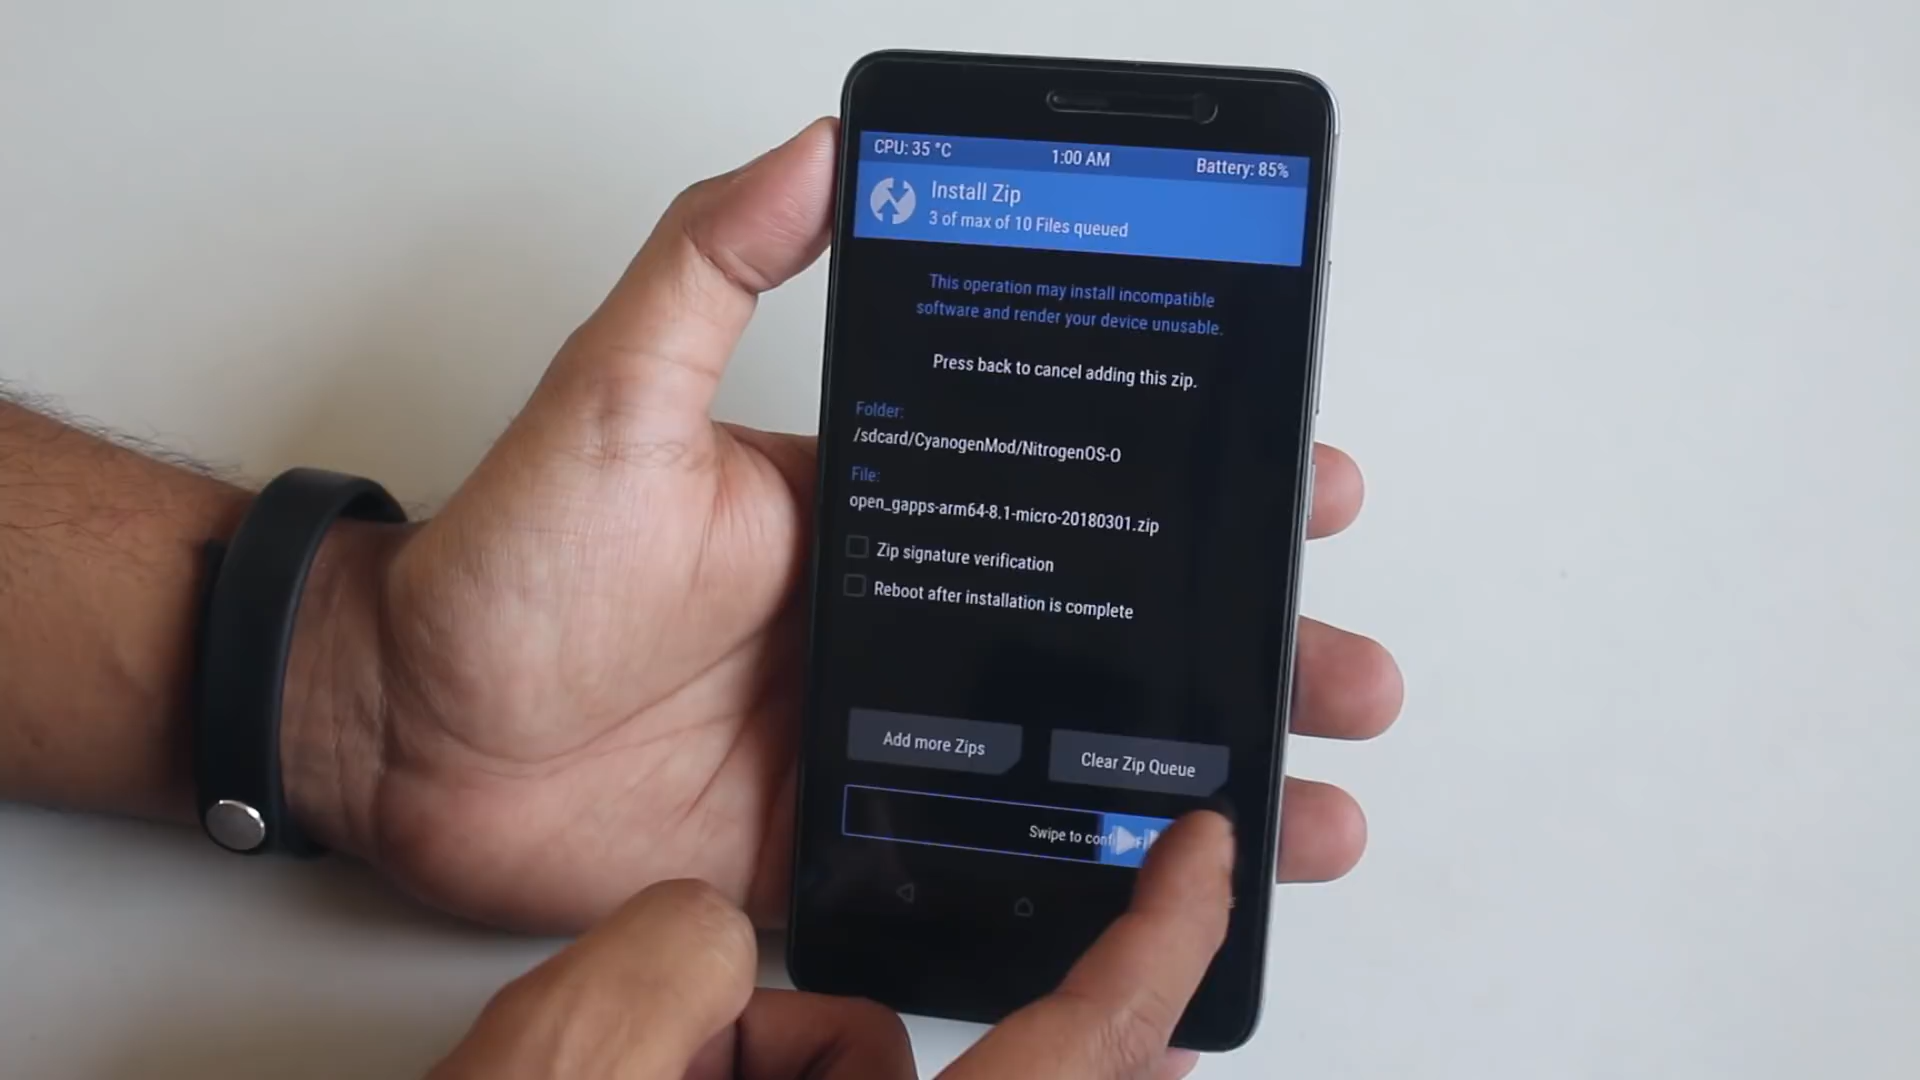 CPU: 35 °C 1:00 AM Battery: 85%
Install Zip
3 of max of 10 Files queued
This operation may install incompatible
software and render your device unusable.
Press back to cancel adding this zip.
Folder:
/sdcard/CyanogenMod/NitrogenOS-O
File:
open_gapps-arm64-8.1-micro-20180301.zip
Zip signature verification
Reboot after installation is complete
Add more Zips Clear Zip Queue
Swipe to